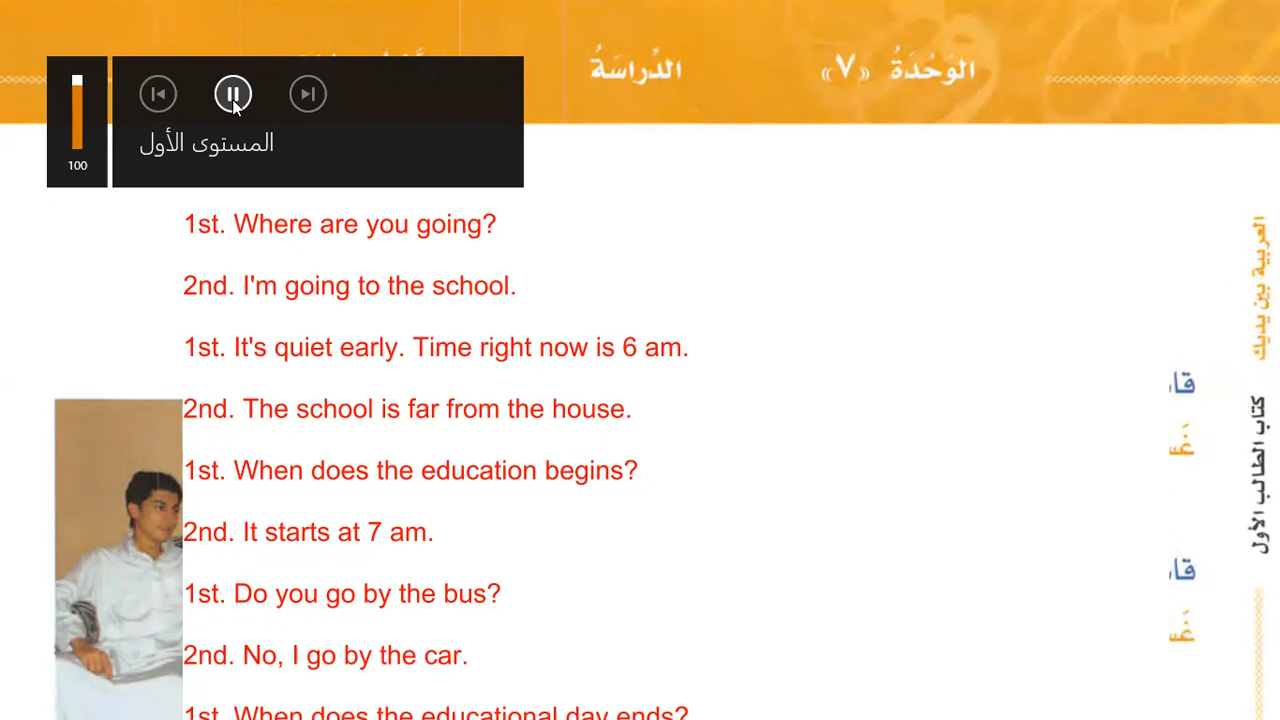 الوَحْدَةُ «٧» الدِّراسَةُ
100
المستوى الأول
1st. Where are you going?
2nd. I'm going to the school.
1st. It's quiet early. Time right now is 6 am.
2nd. The school is far from the house.
1st. When does the education begins?
2nd. It starts at 7 am.
1st. Do you go by the bus?
2nd. No, I go by the car.
1st. When does the educational day ends?
العربية بين يديك
كتاب الطالب الأول